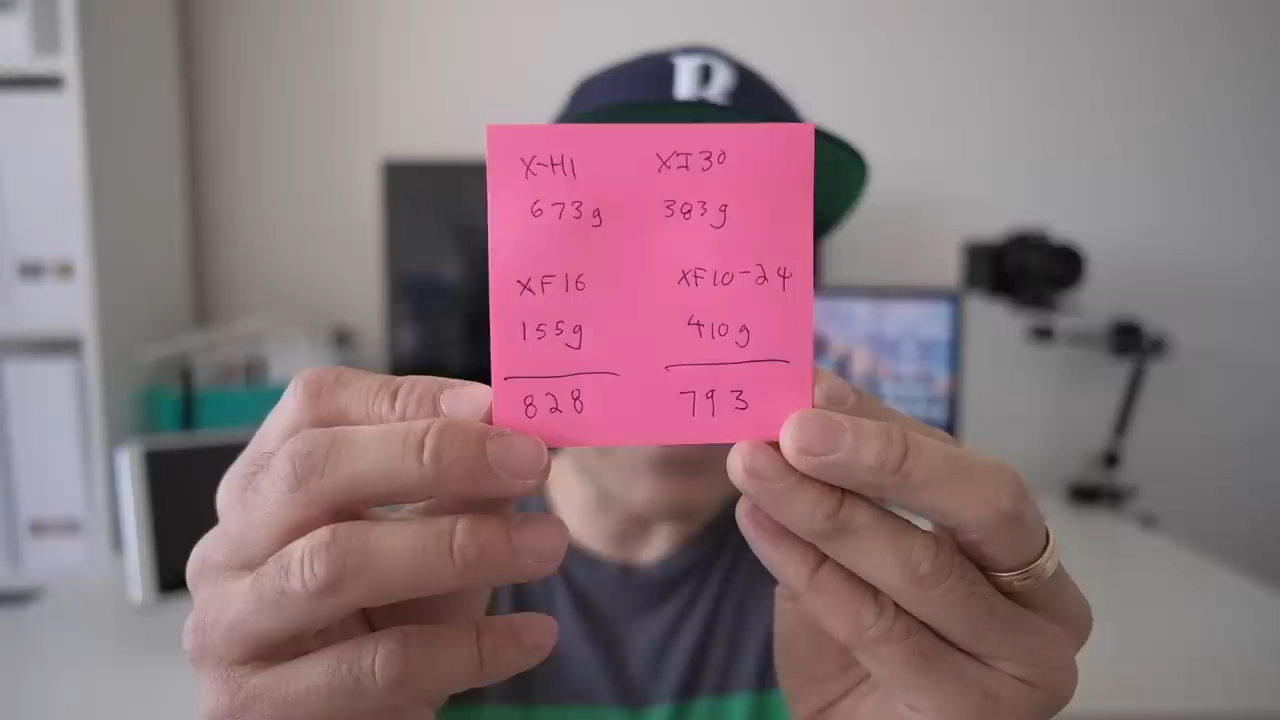 R
X-H1 XT30
673g 383g
XF16 XF10-24
155g 410g
828 793